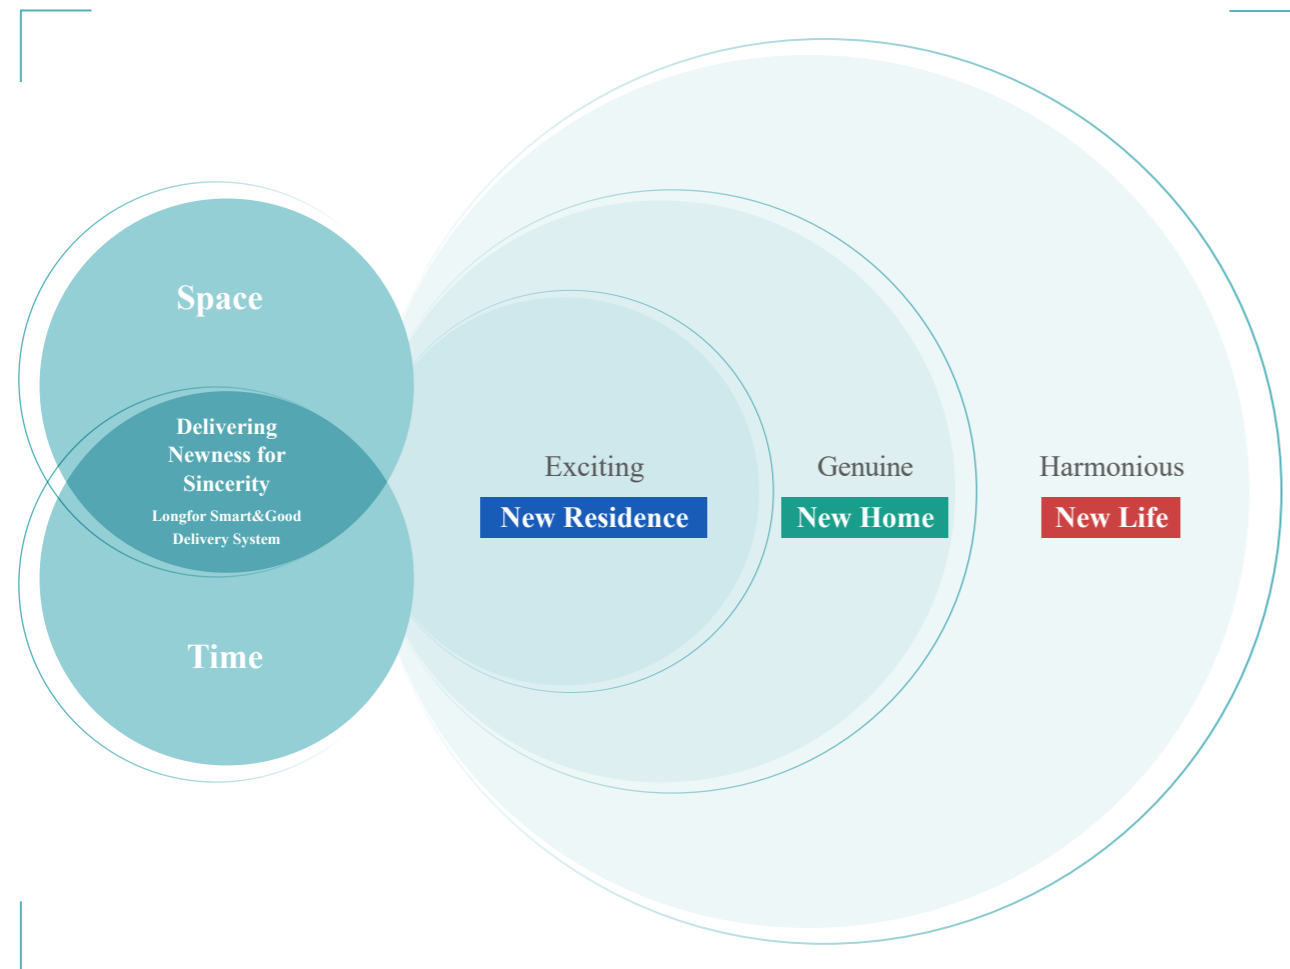 Space
Delivering
Newness for
Sincerity
Longfor Smart&Good
Delivery System
Time
Exciting
New Residence
Genuine
New Home
Harmonious
New Life